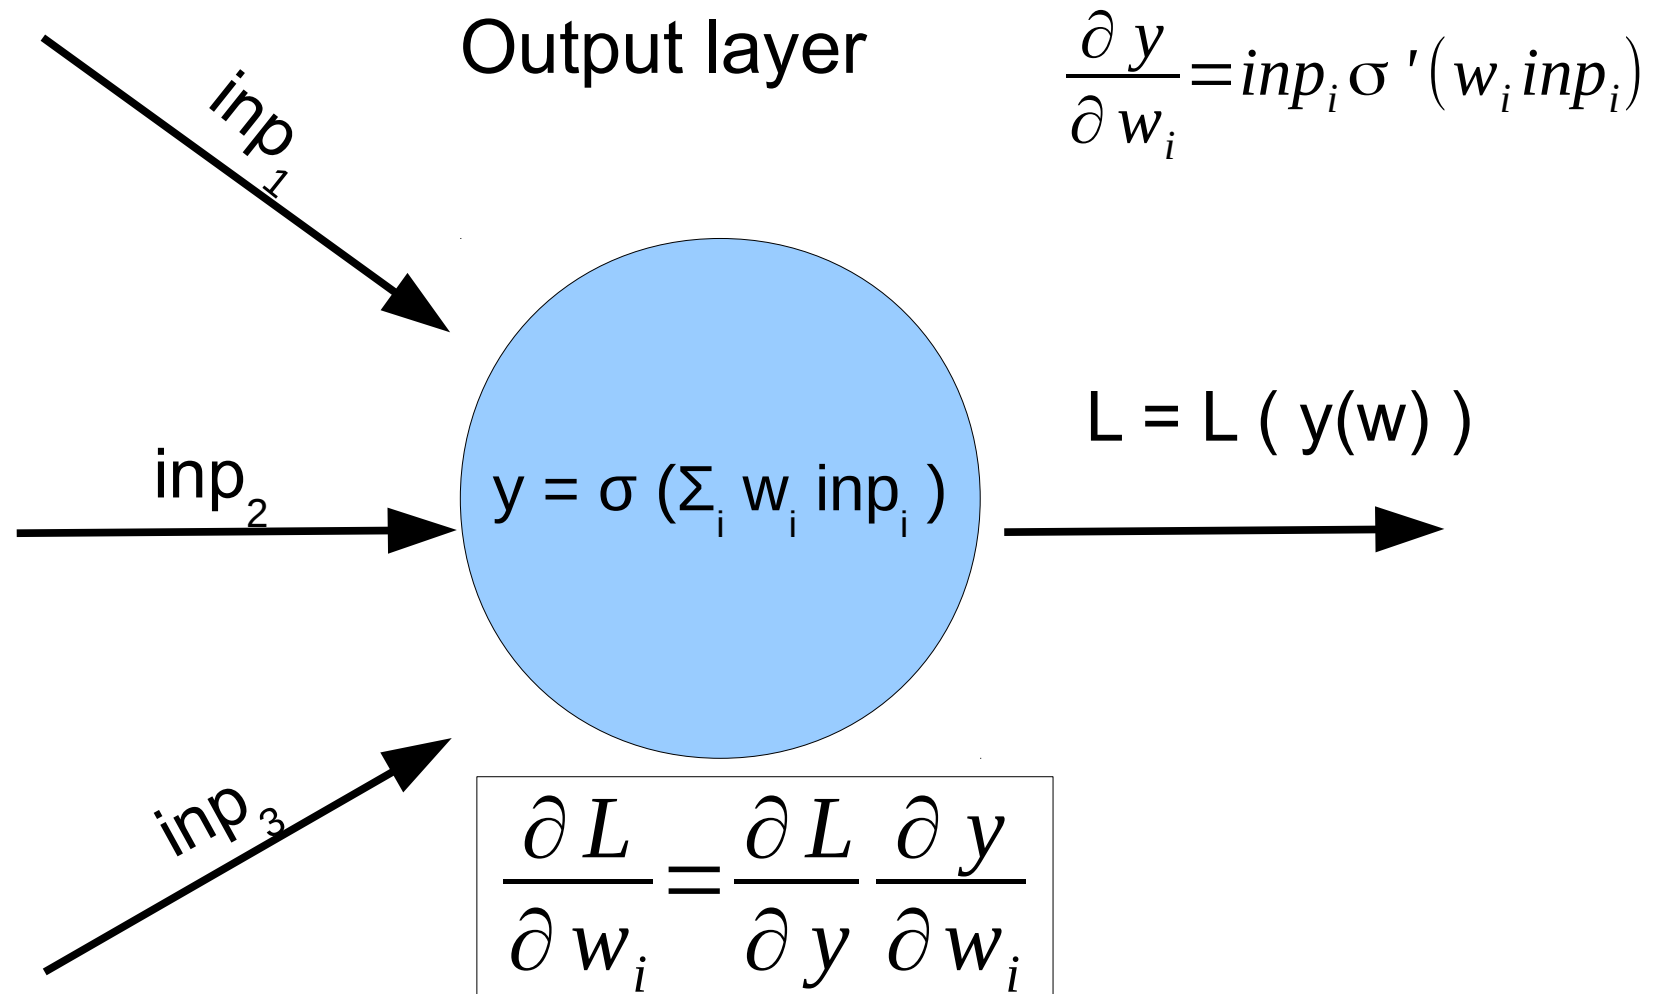 Output layer
∂y/∂w_i = inp_i σ ′(w_i inp_i)
inp_1
L = L ( y(w) )
inp_2
y = σ (Σ_i w_i inp_i )
inp_3
∂L/∂w_i = ∂L/∂y ∂y/∂w_i